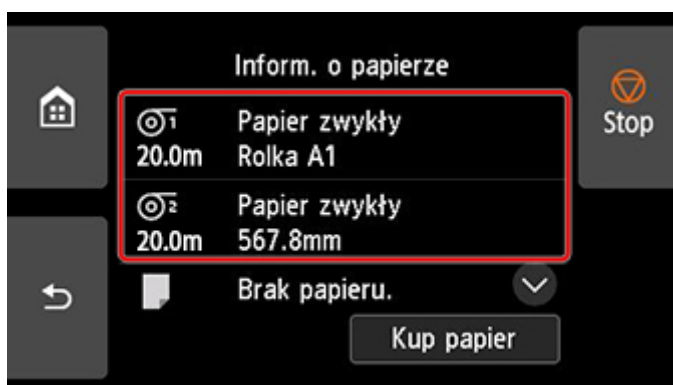 Inform. o papierze
Stop
1 Papier zwykły
20.0m Rolka A1
2 Papier zwykły
20.0m 567.8mm
Brak papieru.
Kup papier